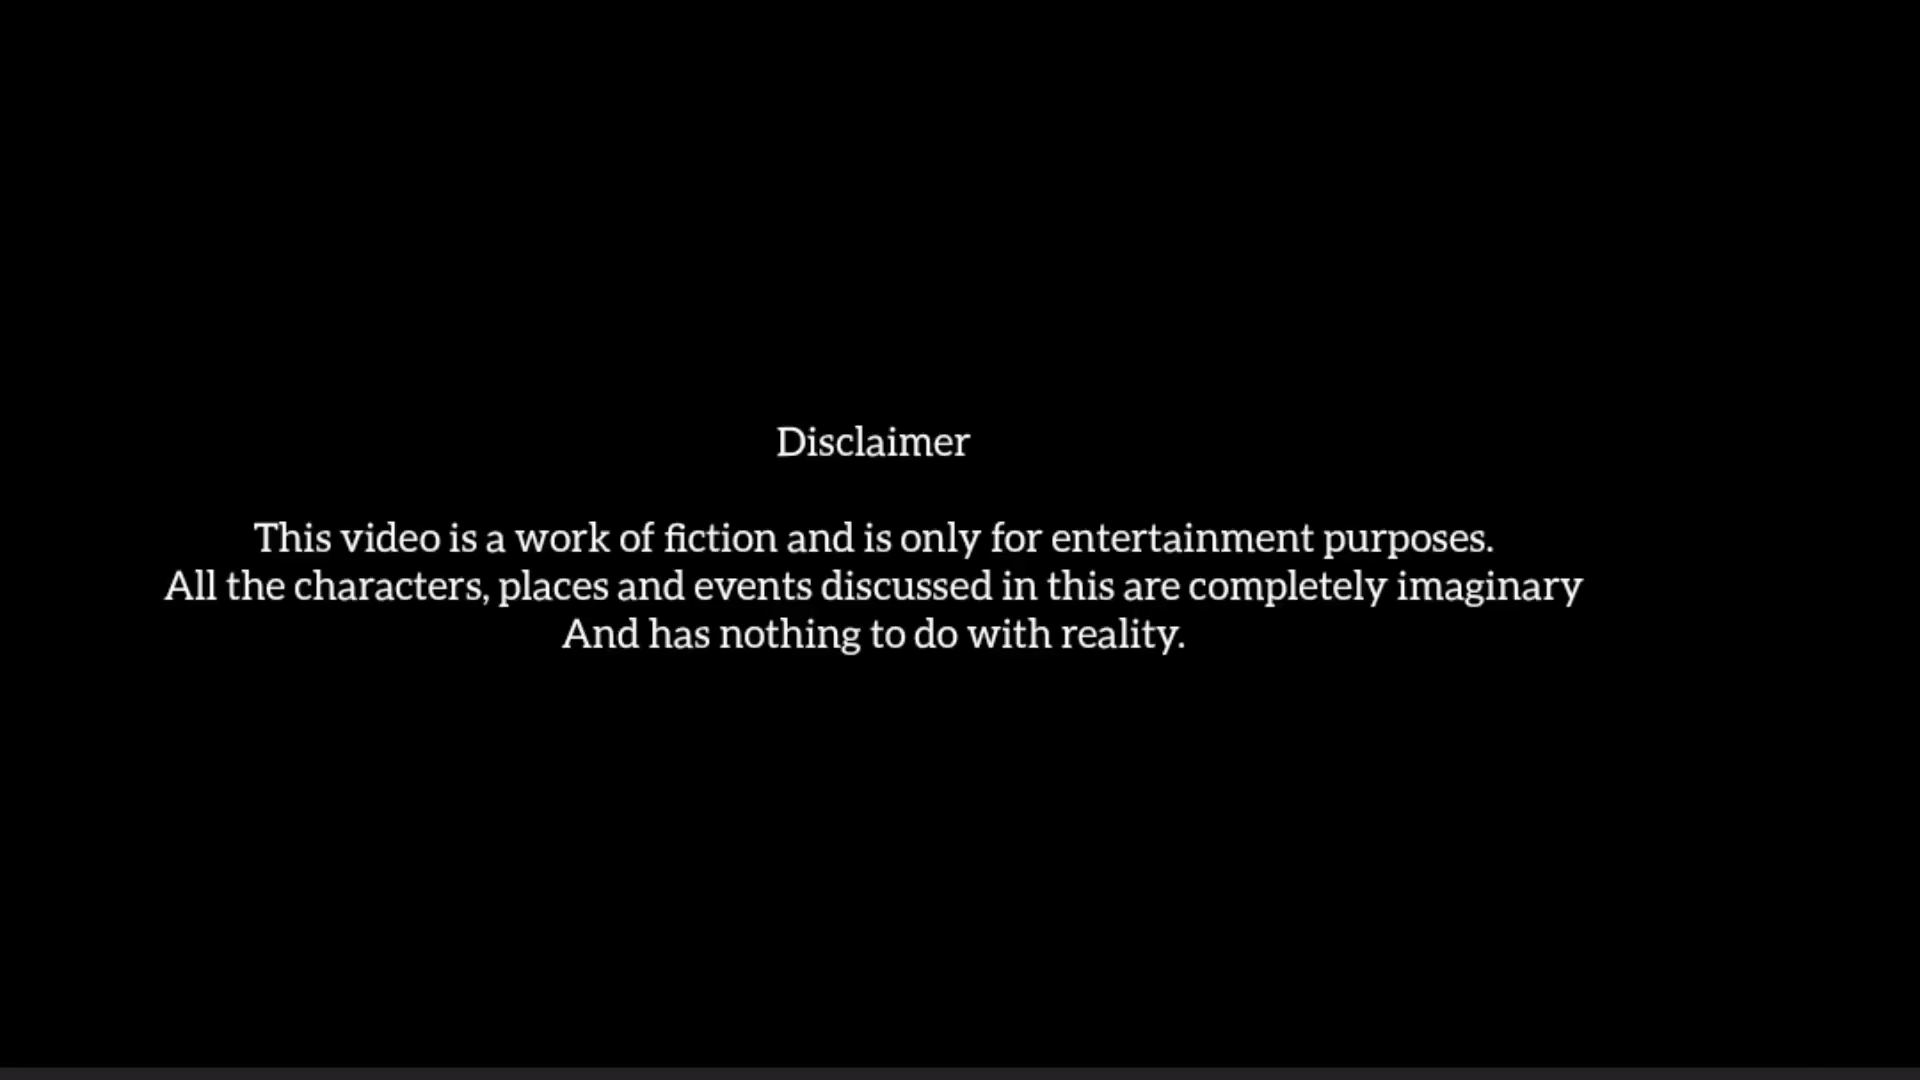 Disclaimer
This video is a work of fiction and is only for entertainment purposes.
All the characters, places and events discussed in this are completely imaginary
And has nothing to do with reality.